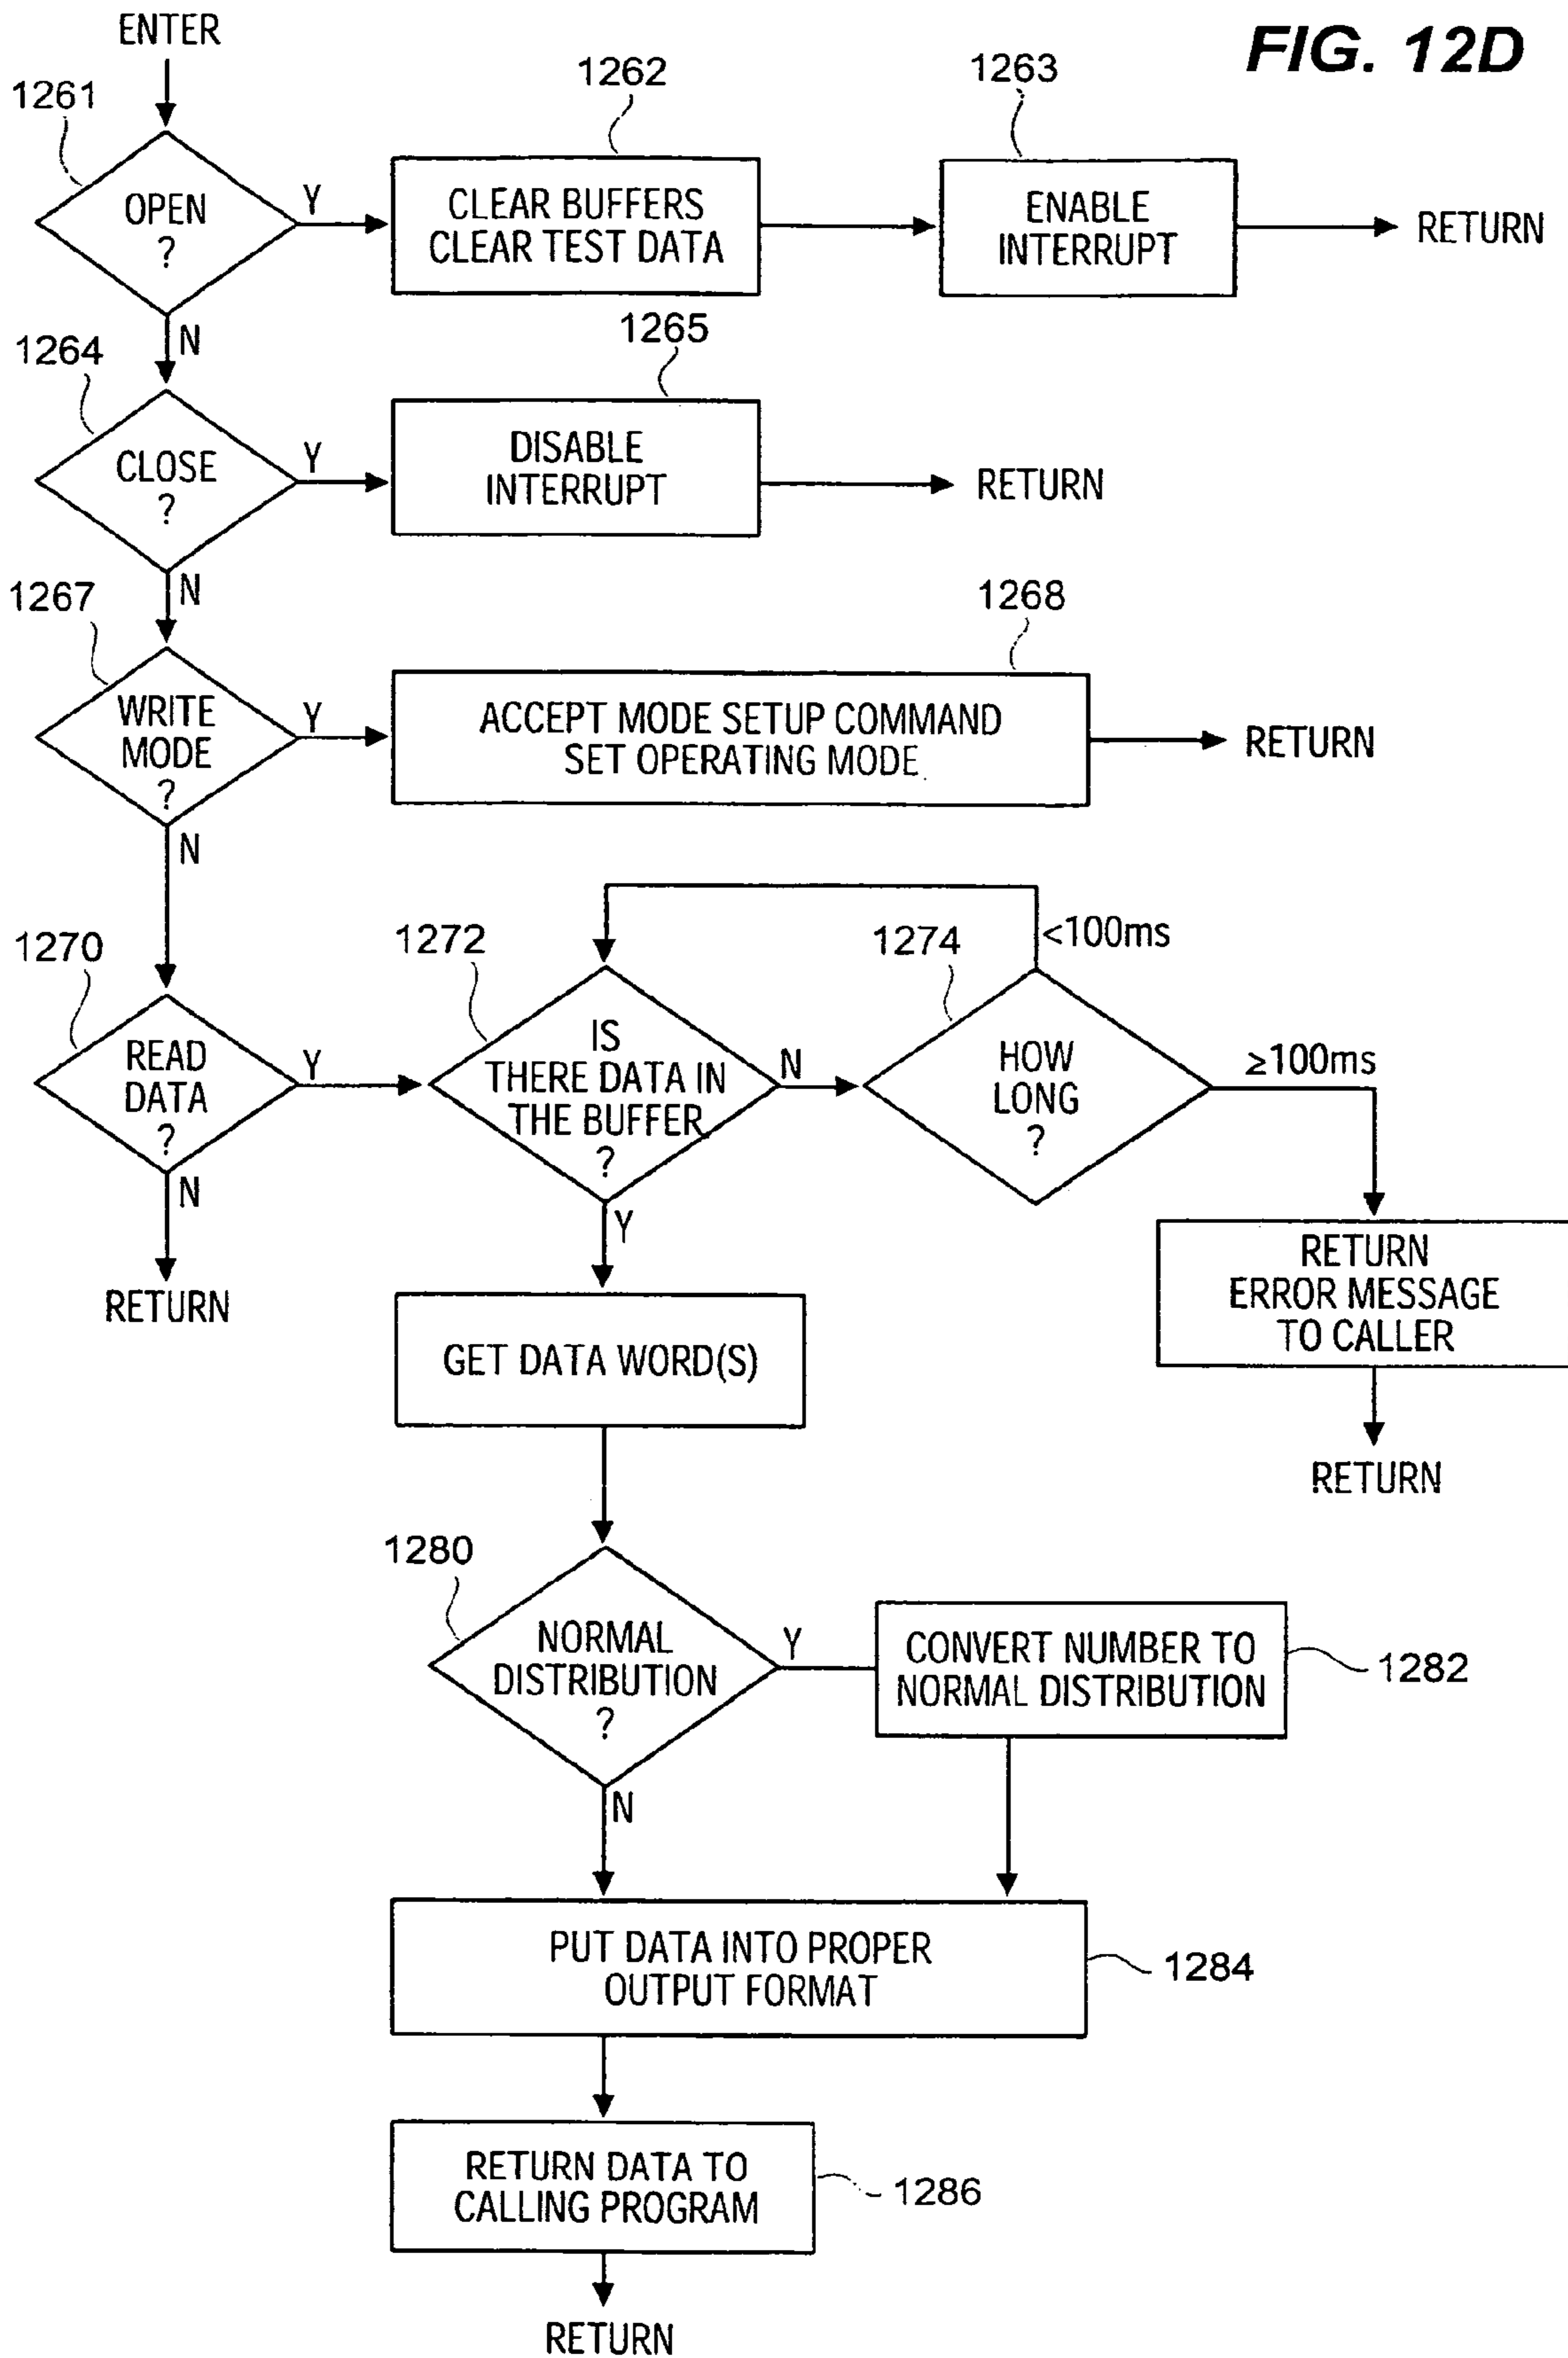 FIG. 12D
ENTER
1261
OPEN
?
Y
N
1262
CLEAR BUFFERS
CLEAR TEST DATA
1263
ENABLE
INTERRUPT
RETURN
1264
CLOSE
?
Y
N
1265
DISABLE
INTERRUPT
RETURN
1267
WRITE
MODE
?
Y
N
1268
ACCEPT MODE SETUP COMMAND
SET OPERATING MODE
RETURN
1270
READ
DATA
?
Y
N
RETURN
1272
IS
THERE DATA IN
THE BUFFER
?
N
Y
1274
<100ms
HOW
LONG
?
≥100ms
RETURN
ERROR MESSAGE
TO CALLER
RETURN
GET DATA WORD(S)
1280
NORMAL
DISTRIBUTION
?
Y
N
CONVERT NUMBER TO
NORMAL DISTRIBUTION
1282
PUT DATA INTO PROPER
OUTPUT FORMAT
1284
RETURN DATA TO
CALLING PROGRAM
1286
RETURN